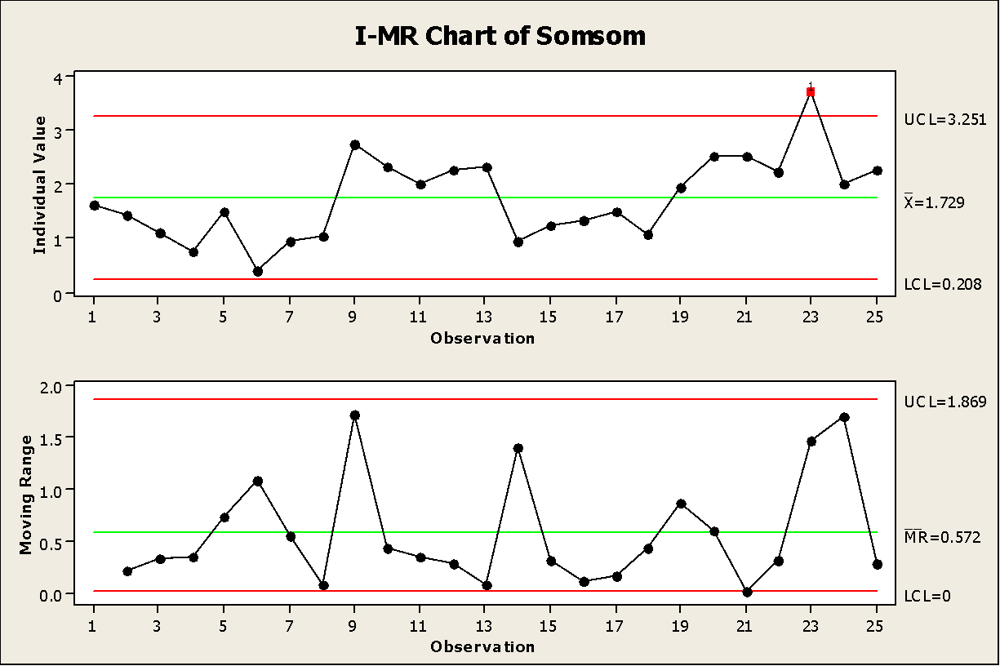 I-MR Chart of Somsom
4
3
2
1
0
Individual Value
1
UCL=3.251
X̅=1.729
LCL=0.208
1 3 5 7 9 11 13 15 17 19 21 23 25
Observation
2.0
1.5
1.0
0.5
0.0
Moving Range
UCL=1.869
M̅R̅=0.572
LCL=0
1 3 5 7 9 11 13 15 17 19 21 23 25
Observation